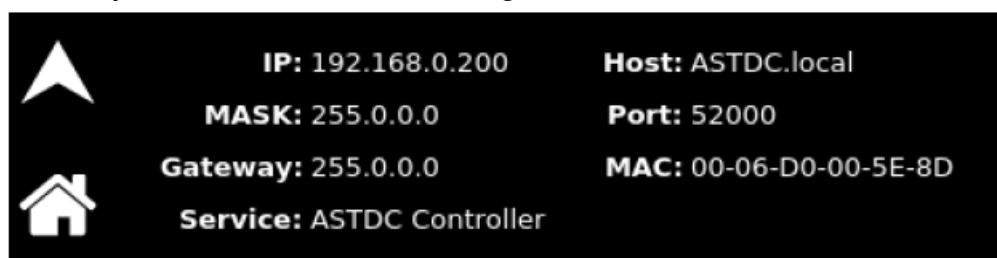 IP: 192.168.0.200 Host: ASTDC.local
MASK: 255.0.0.0 Port: 52000
Gateway: 255.0.0.0 MAC: 00-06-D0-00-5E-8D
Service: ASTDC Controller